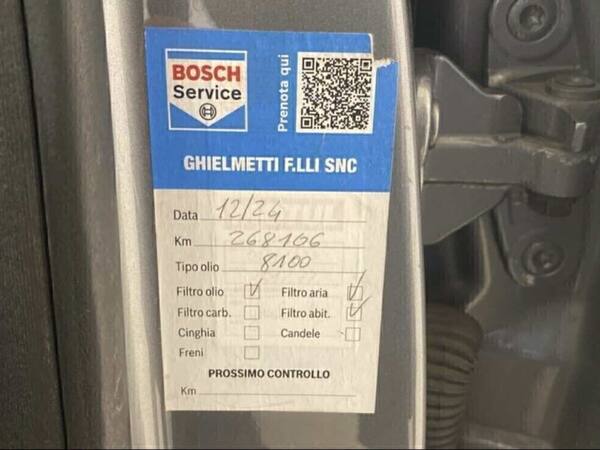 BOSCH
Service
Prenota qui
GHIELMETTI F.LLI SNC
Data 12/24
Km 268106
Tipo olio 8100
Filtro olio Filtro aria
Filtro carb. Filtro abit.
Cinghia Candele
Freni
PROSSIMO CONTROLLO
Km